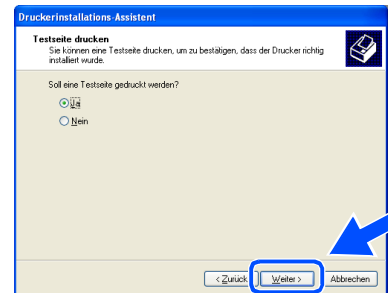 Druckerinstallations-Assistent
Testseite drucken
Sie können eine Testseite drucken, um zu bestätigen, dass der Drucker richtig
installiert wurde.
Soll eine Testseite gedruckt werden?
Ja
Nein
< Zurück Weiter > Abbrechen